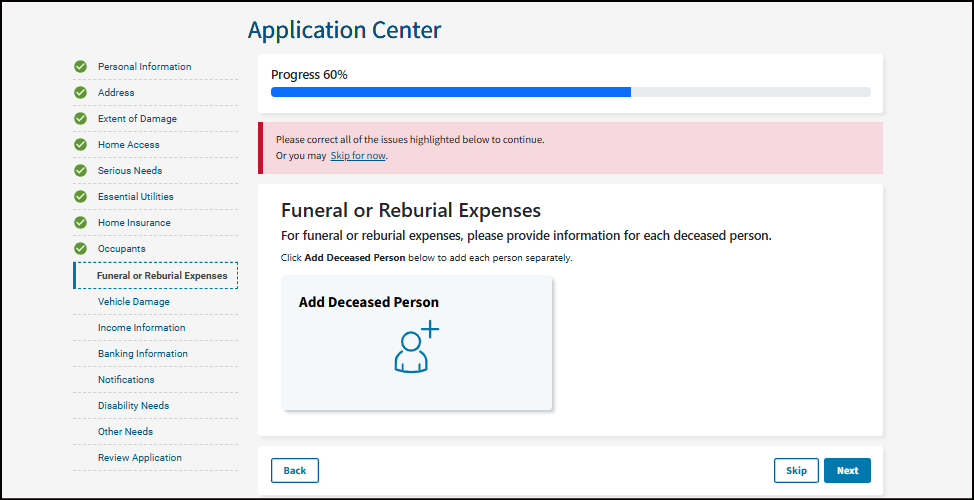 Application Center
Personal Information
Address
Extent of Damage
Home Access
Serious Needs
Essential Utilities
Home Insurance
Occupants
Funeral or Reburial Expenses
Vehicle Damage
Income Information
Banking Information
Notifications
Disability Needs
Other Needs
Review Application
Progress 60%
Please correct all of the issues highlighted below to continue.
Or you may Skip for now.
Funeral or Reburial Expenses
For funeral or reburial expenses, please provide information for each deceased person.
Click Add Deceased Person below to add each person separately.
Add Deceased Person
Back
Skip
Next